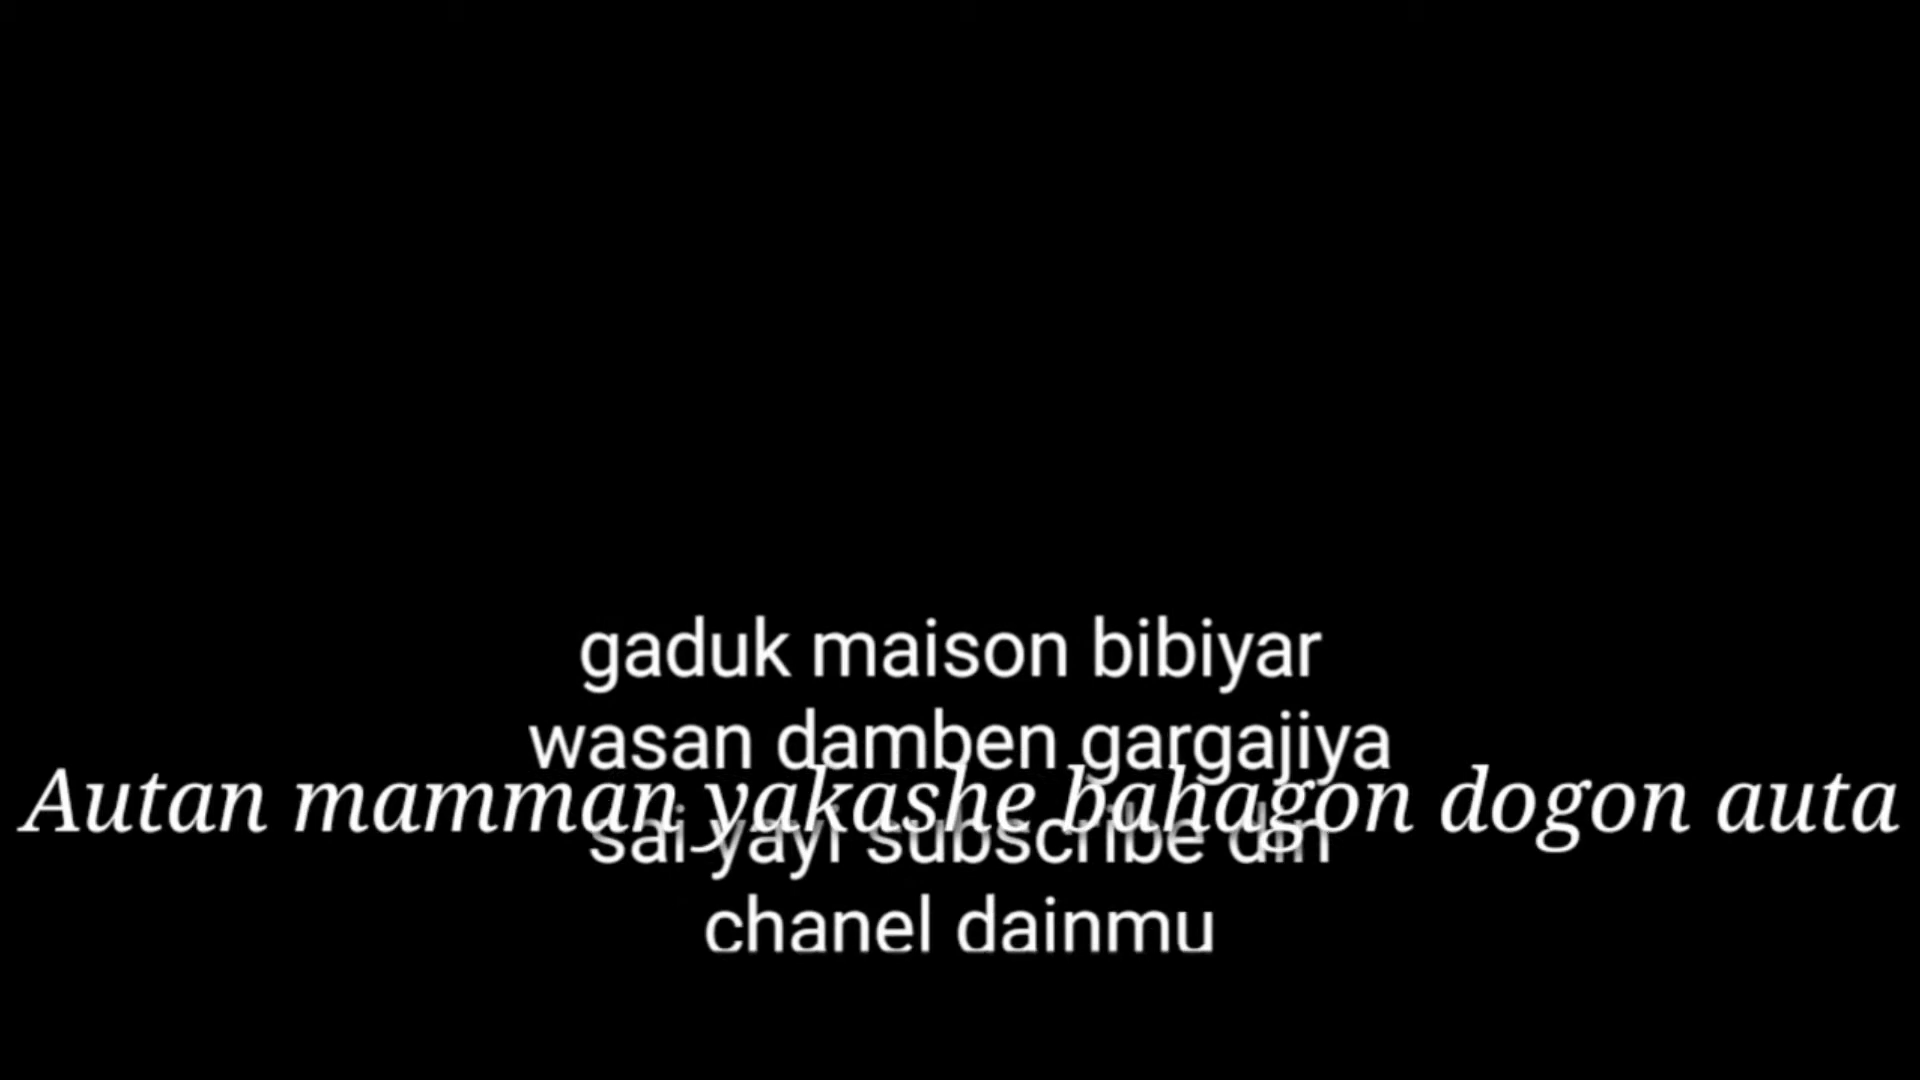 gaduk maison bibiyar
wasan damben gargajiya
Autan mamman yakashe bahagon dogon auta
sai yayi subscribe din
chanel dainmu